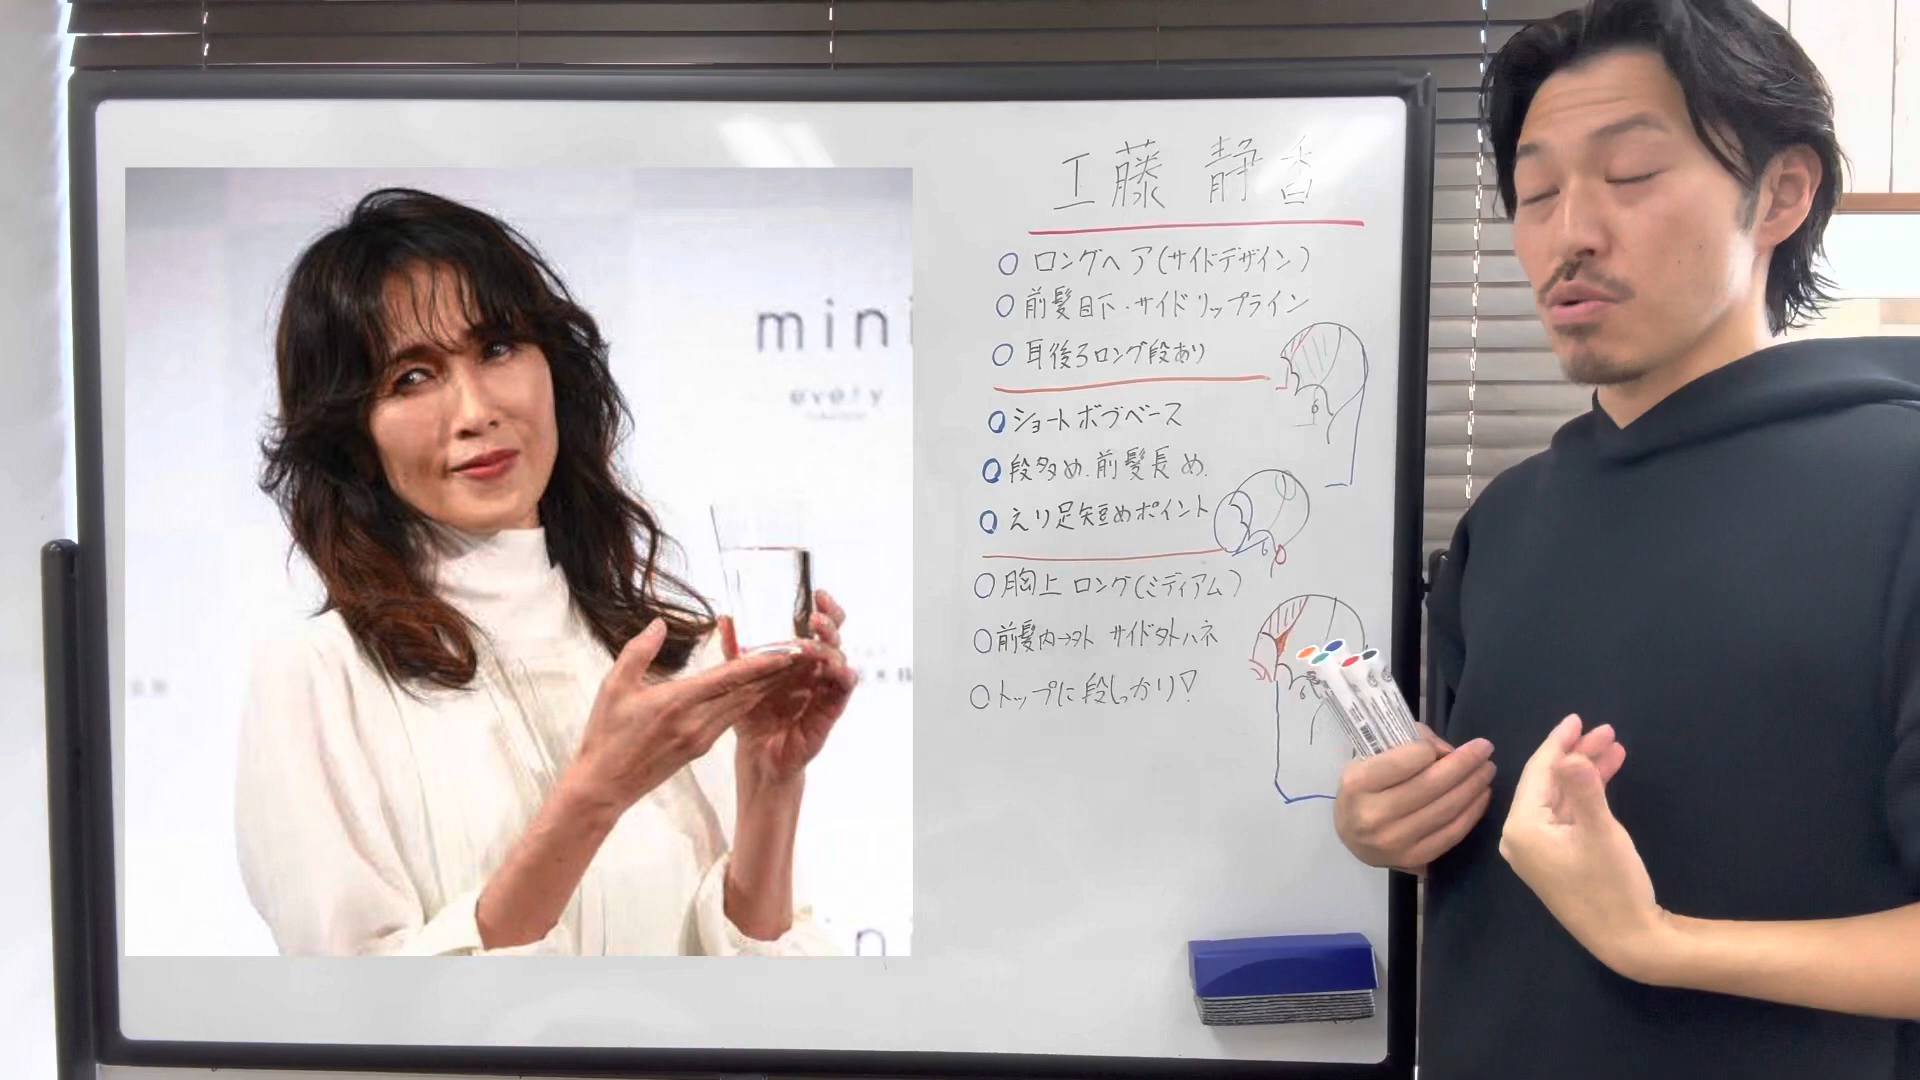 mini
every
工藤 静香
○ ロングヘア(サイドデザイン)
○ 前髪目下・サイドリップライン
○ 耳後ろロング段あり
○ ショートボブベース
○ 段多め、前髪長め、
○ えり足短めポイント
○ 胸上ロング(ミディアム)
○ 前髪内→外 サイド外ハネ
○ トップに段しっかり!